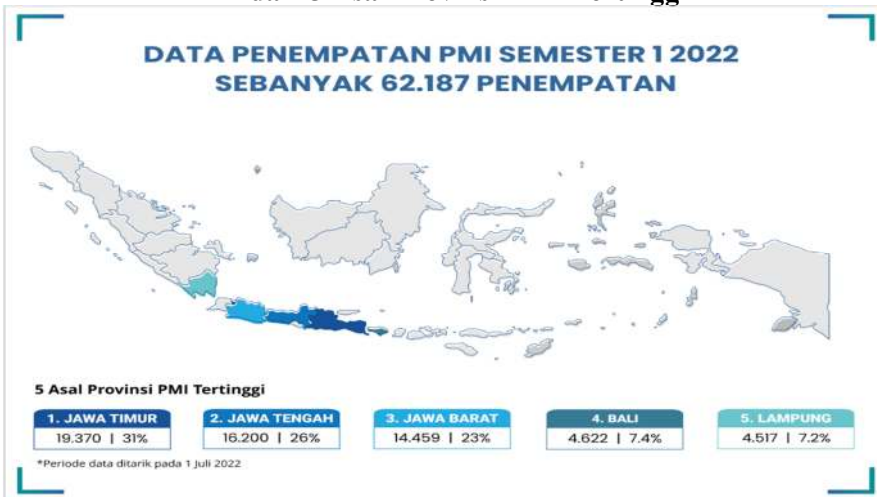 DATA PENEMPATAN PMI SEMESTER 1 2022
SEBANYAK 62.187 PENEMPATAN
5 Asal Provinsi PMI Tertinggi
1. JAWA TIMUR
19.370 | 31%
2. JAWA TENGAH
16.200 | 26%
3. JAWA BARAT
14.459 | 23%
4. BALI
4.622 | 7.4%
5. LAMPUNG
4.517 | 7.2%
*Periode data ditarik pada 1 Juli 2022